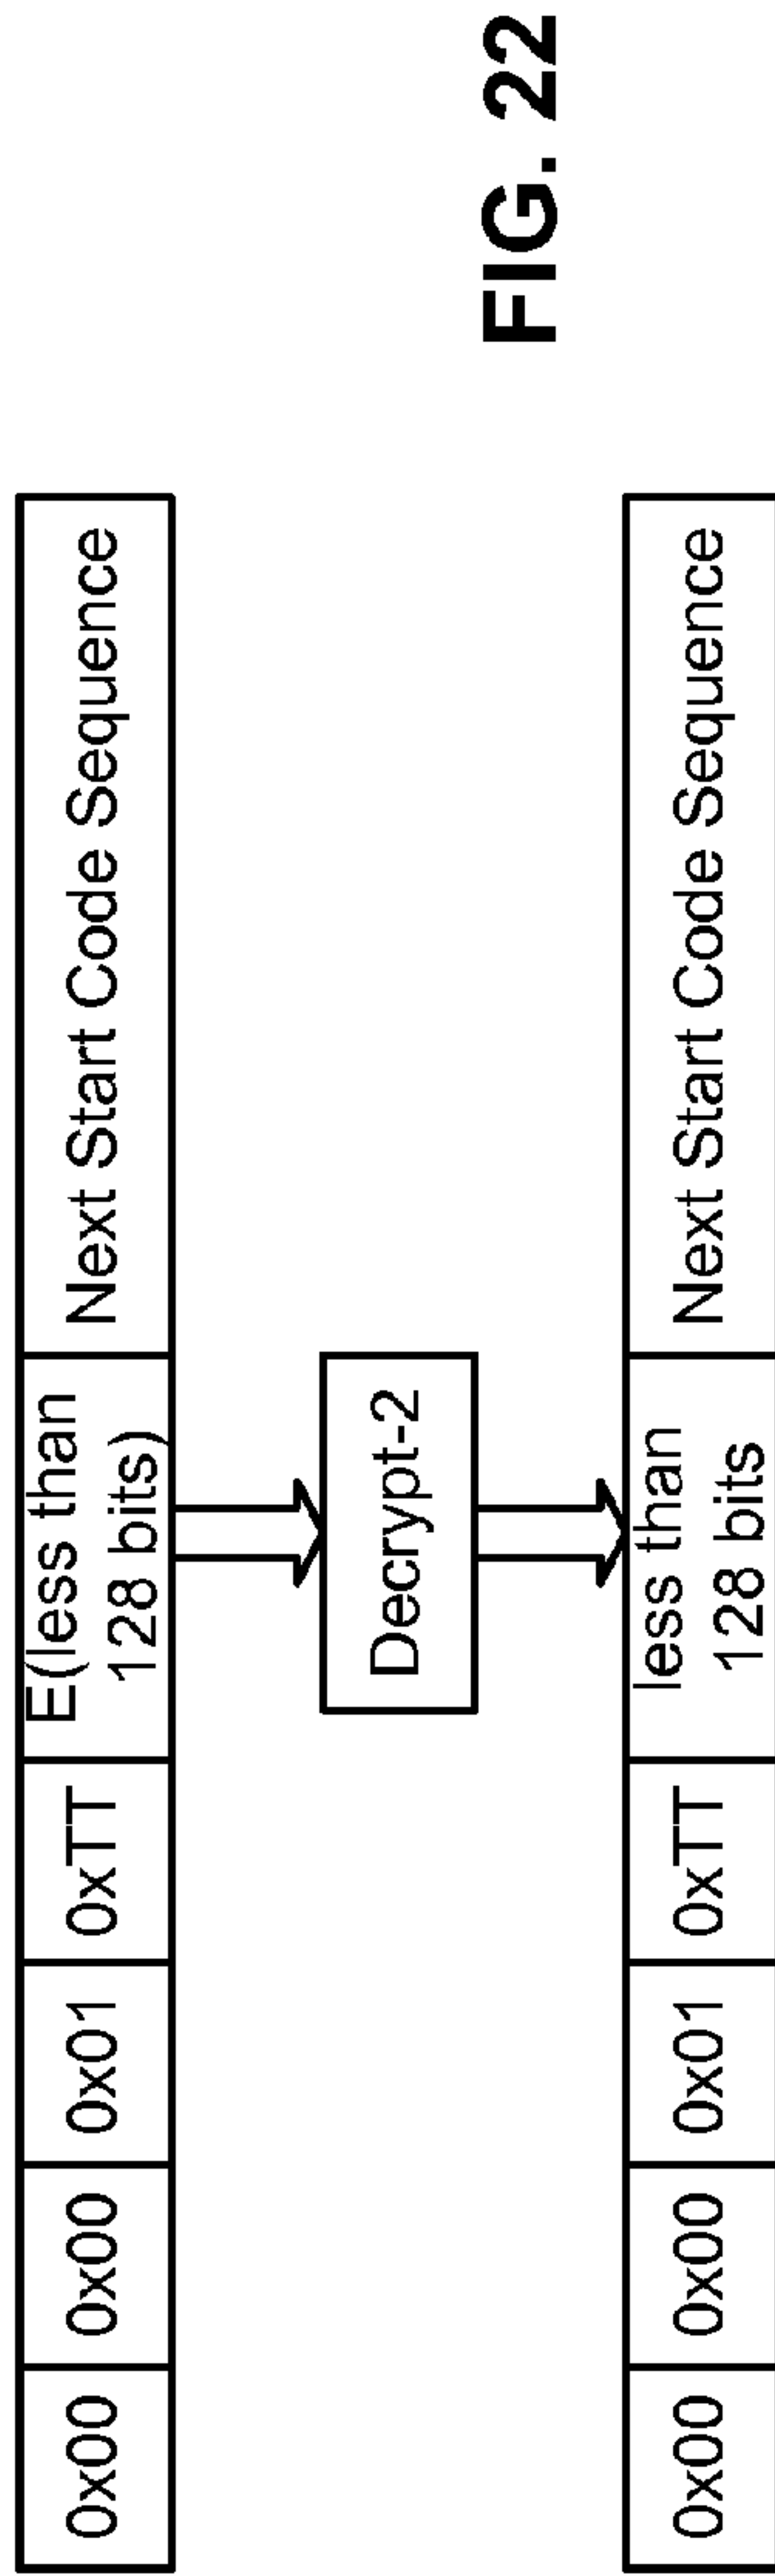 0x00
0x00
0x01
0xTT
E(less than
128 bits)
Next Start Code Sequence
Decrypt-2
0x00
0x00
0x01
0xTT
less than
128 bits
Next Start Code Sequence
FIG. 22